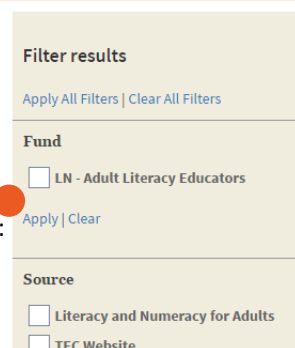 Filter results
Apply All Filters | Clear All Filters
Fund
LN - Adult Literacy Educators
Apply | Clear
:
Source
Literacy and Numeracy for Adults
TEC Website